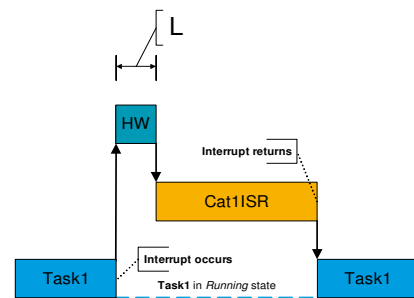 L
HW
Interrupt returns
Cat1ISR
Interrupt occurs
Task1
Task1 in Running state
Task1